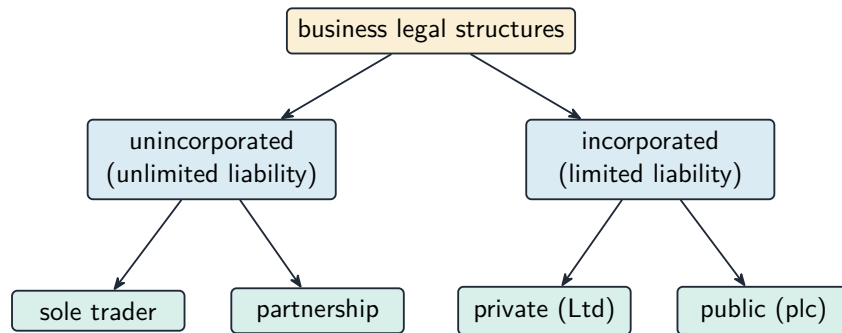 business legal structures
unincorporated
(unlimited liability)
incorporated
(limited liability)
sole trader
partnership
private (Ltd)
public (plc)